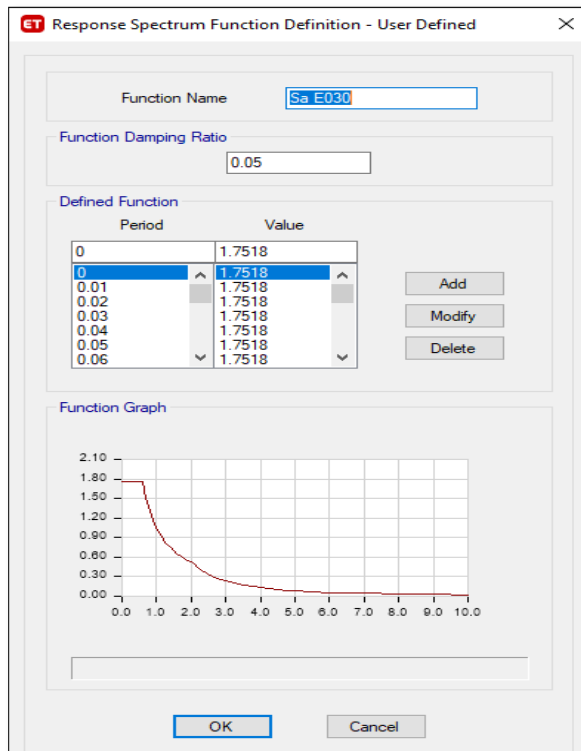 ET Response Spectrum Function Definition - User Defined
Function Name Sa E030
Function Damping Ratio
0.05
Defined Function
Period Value
0 1.7518
0 1.7518
0.01 1.7518
0.02 1.7518
0.03 1.7518
0.04 1.7518
0.05 1.7518
0.06 1.7518
Add
Modify
Delete
Function Graph
2.10
1.80
1.50
1.20
0.90
0.60
0.30
0.00
0.0 1.0 2.0 3.0 4.0 5.0 6.0 7.0 8.0 9.0 10.0
OK Cancel